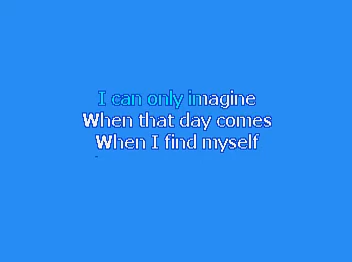 I can only imagine
When that day comes
When I find myself